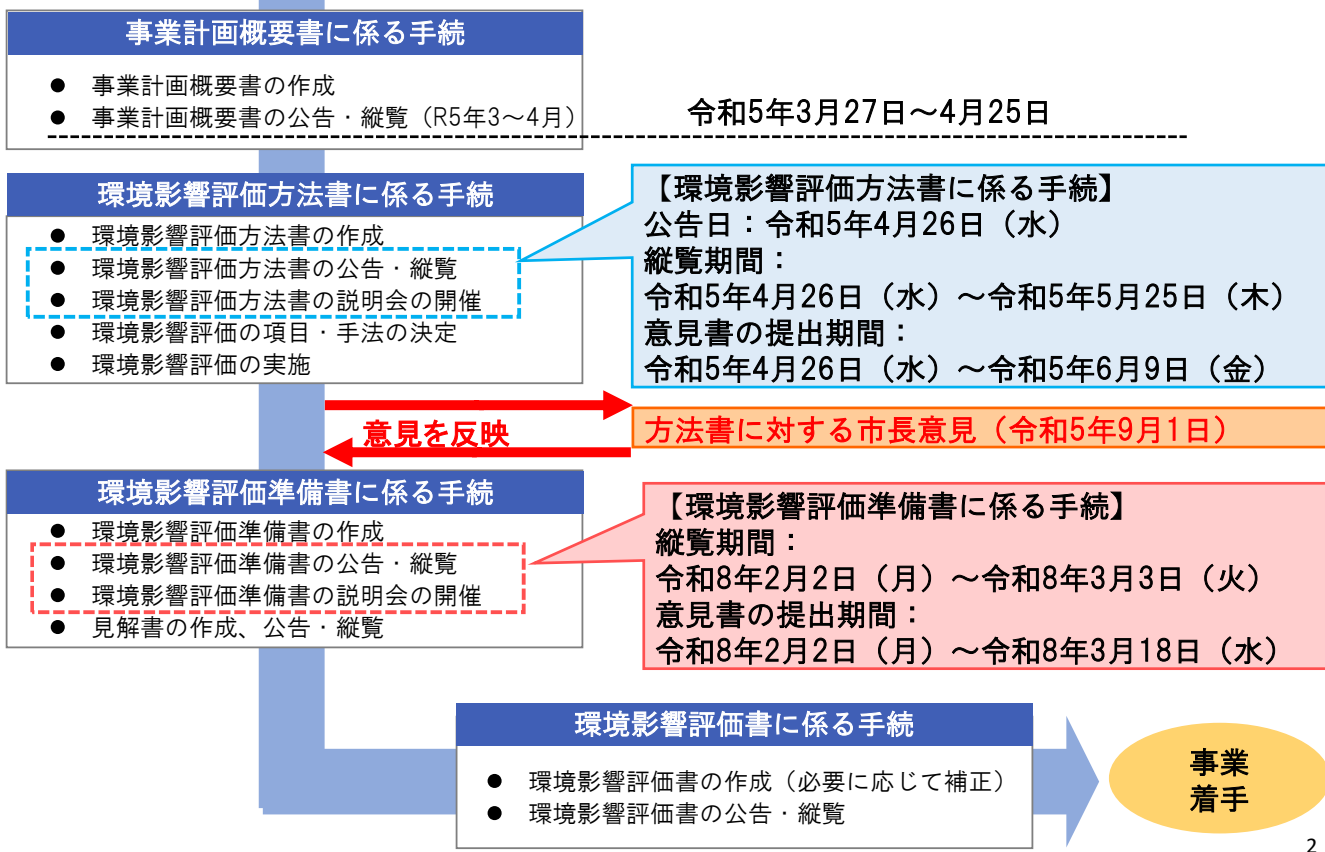 事業計画概要書に係る手続
● 事業計画概要書の作成
● 事業計画概要書の公告・縦覧（R5年3～4月）
令和5年3月27日～4月25日
環境影響評価方法書に係る手続
● 環境影響評価方法書の作成
● 環境影響評価方法書の公告・縦覧
● 環境影響評価方法書の説明会の開催
● 環境影響評価の項目・手法の決定
● 環境影響評価の実施
【環境影響評価方法書に係る手続】
公告日：令和5年4月26日（水）
縦覧期間：
令和5年4月26日（水）～令和5年5月25日（木）
意見書の提出期間：
令和5年4月26日（水）～令和5年6月9日（金）
意見を反映
方法書に対する市長意見（令和5年9月1日）
環境影響評価準備書に係る手続
● 環境影響評価準備書の作成
● 環境影響評価準備書の公告・縦覧
● 環境影響評価準備書の説明会の開催
● 見解書の作成、公告・縦覧
【環境影響評価準備書に係る手続】
縦覧期間：
令和8年2月2日（月）～令和8年3月3日（火）
意見書の提出期間：
令和8年2月2日（月）～令和8年3月18日（水）
環境影響評価書に係る手続
● 環境影響評価書の作成（必要に応じて補正）
● 環境影響評価書の公告・縦覧
事業
着手
2